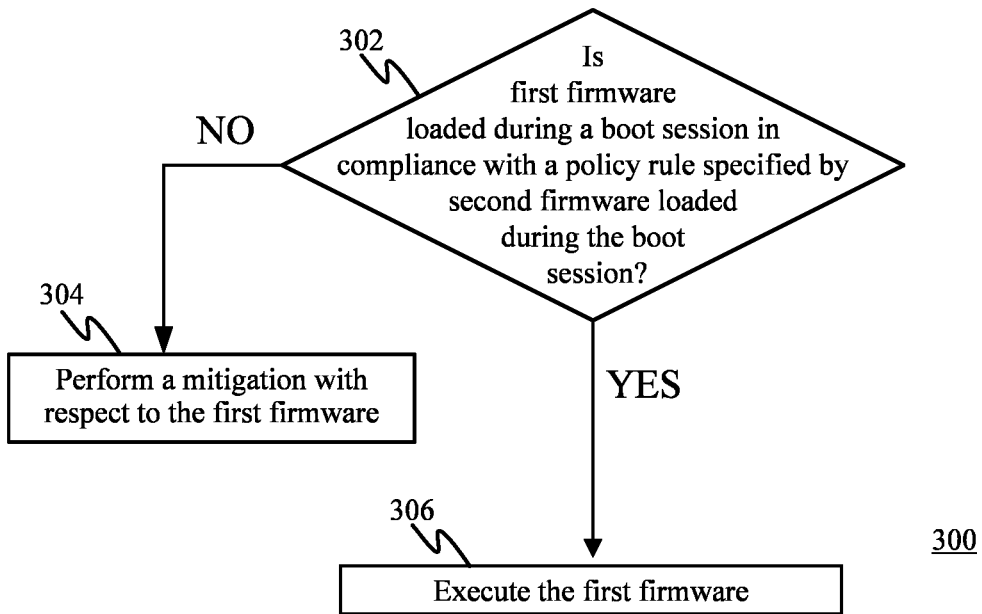 302
Is
first firmware
loaded during a boot session in
compliance with a policy rule specified by
second firmware loaded
during the boot
session?
NO
304
Perform a mitigation with
respect to the first firmware
YES
306
Execute the first firmware
300